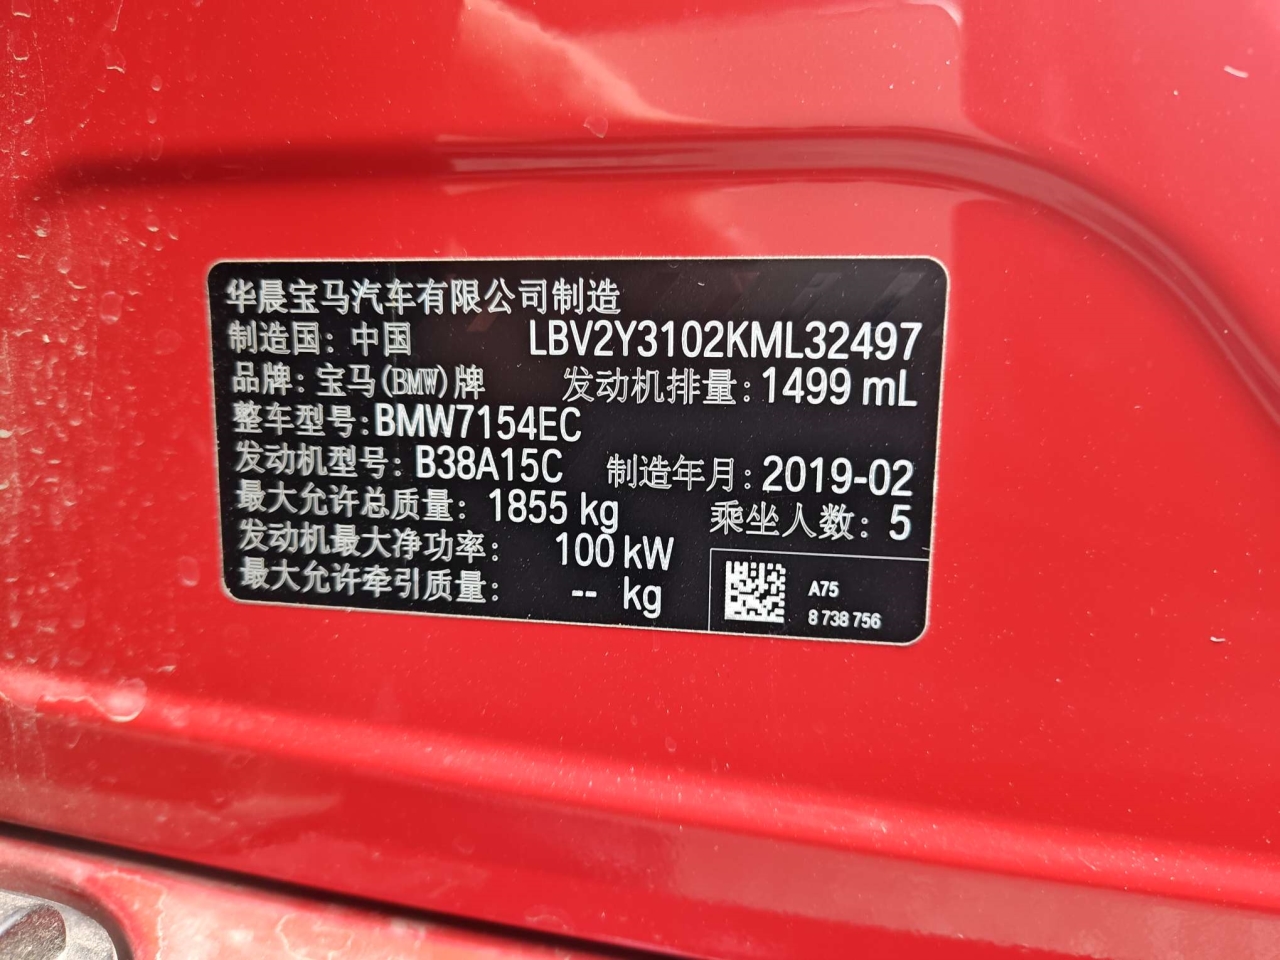 华晨宝马汽车有限公司制造
制造国：中国 LBV2Y3102KML32497
品牌：宝马(BMW)牌 发动机排量：1499 mL
整车型号:BMW7154EC
发动机型号：B38A15C 制造年月：2019-02
最大允许总质量：1855 kg 乘坐人数：5
发动机最大净功率：100 kW
最大允许牵引质量：-- kg
A75
8 738 756